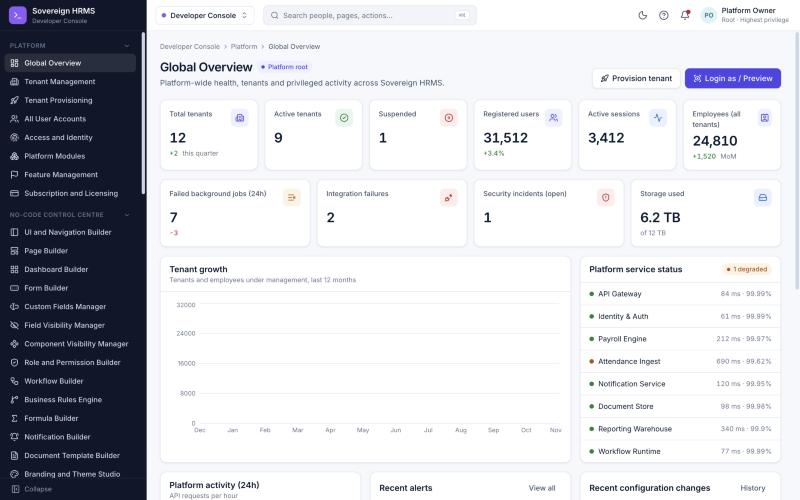 Sovereign HRMS
Developer Console
PLATFORM
Global Overview
Tenant Management
Tenant Provisioning
All User Accounts
Access and Identity
Platform Modules
Feature Management
Subscription and Licensing
NO-CODE CONTROL CENTRE
UI and Navigation Builder
Page Builder
Dashboard Builder
Form Builder
Custom Fields Manager
Field Visibility Manager
Component Visibility Manager
Role and Permission Builder
Workflow Builder
Business Rules Engine
Formula Builder
Notification Builder
Document Template Builder
Branding and Theme Studio
Collapse
Developer Console
Search people, pages, actions...
⌘K
PO
Platform Owner
Root · Highest privilege
Developer Console > Platform > Global Overview
Global Overview
Platform root
Platform-wide health, tenants and privileged activity across Sovereign HRMS.
Provision tenant
Login as / Preview
Total tenants
12
+2 this quarter
Active tenants
9
Suspended
1
Registered users
31,512
+3.4%
Active sessions
3,412
Employees (all tenants)
24,810
+1,520 MoM
Failed background jobs (24h)
7
-3
Integration failures
2
Security incidents (open)
1
Storage used
6.2 TB
of 12 TB
Tenant growth
Tenants and employees under management, last 12 months
32000
24000
16000
8000
0
Dec Jan Feb Mar Apr May Jun Jul Aug Sep Oct Nov
Platform service status
1 degraded
API Gateway 84 ms · 99.99%
Identity & Auth 61 ms · 99.99%
Payroll Engine 212 ms · 99.97%
Attendance Ingest 690 ms · 99.62%
Notification Service 120 ms · 99.95%
Document Store 98 ms · 99.98%
Reporting Warehouse 340 ms · 99.9%
Workflow Runtime 77 ms · 99.99%
Platform activity (24h)
API requests per hour
Recent alerts
View all
Recent configuration changes
History